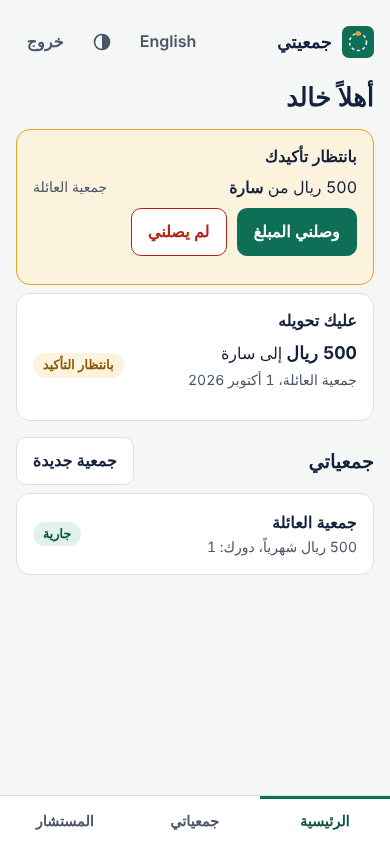 جمعيتي
English
خروج
أهلاً خالد
بانتظار تأكيدك
500 ريال من سارة
جمعية العائلة
وصلني المبلغ
لم يصلني
عليك تحويله
500 ريال إلى سارة
بانتظار التأكيد
جمعية العائلة، 1 أكتوبر 2026
جمعياتي
جمعية جديدة
جمعية العائلة
جارية
500 ريال شهرياً، دورك: 1
الرئيسية
جمعياتي
المستشار